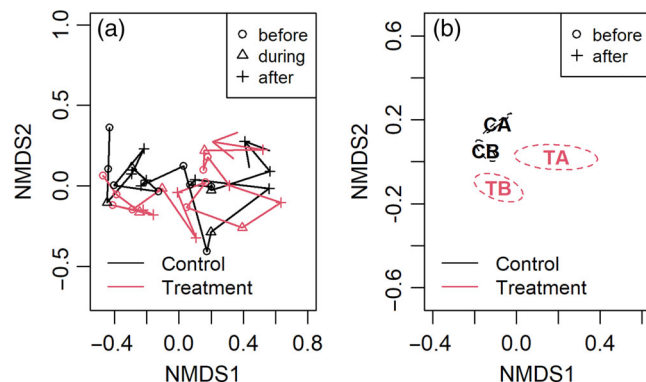 (a)
before
during
after
Control
Treatment
NMDS2
1.0
0.5
0.0
−0.5
−0.4
0.0
0.4
0.8
NMDS1
(b)
before
after
CA
CB
TA
TB
Control
Treatment
NMDS2
0.6
0.2
−0.2
−0.6
−0.4
0.0
0.4
NMDS1